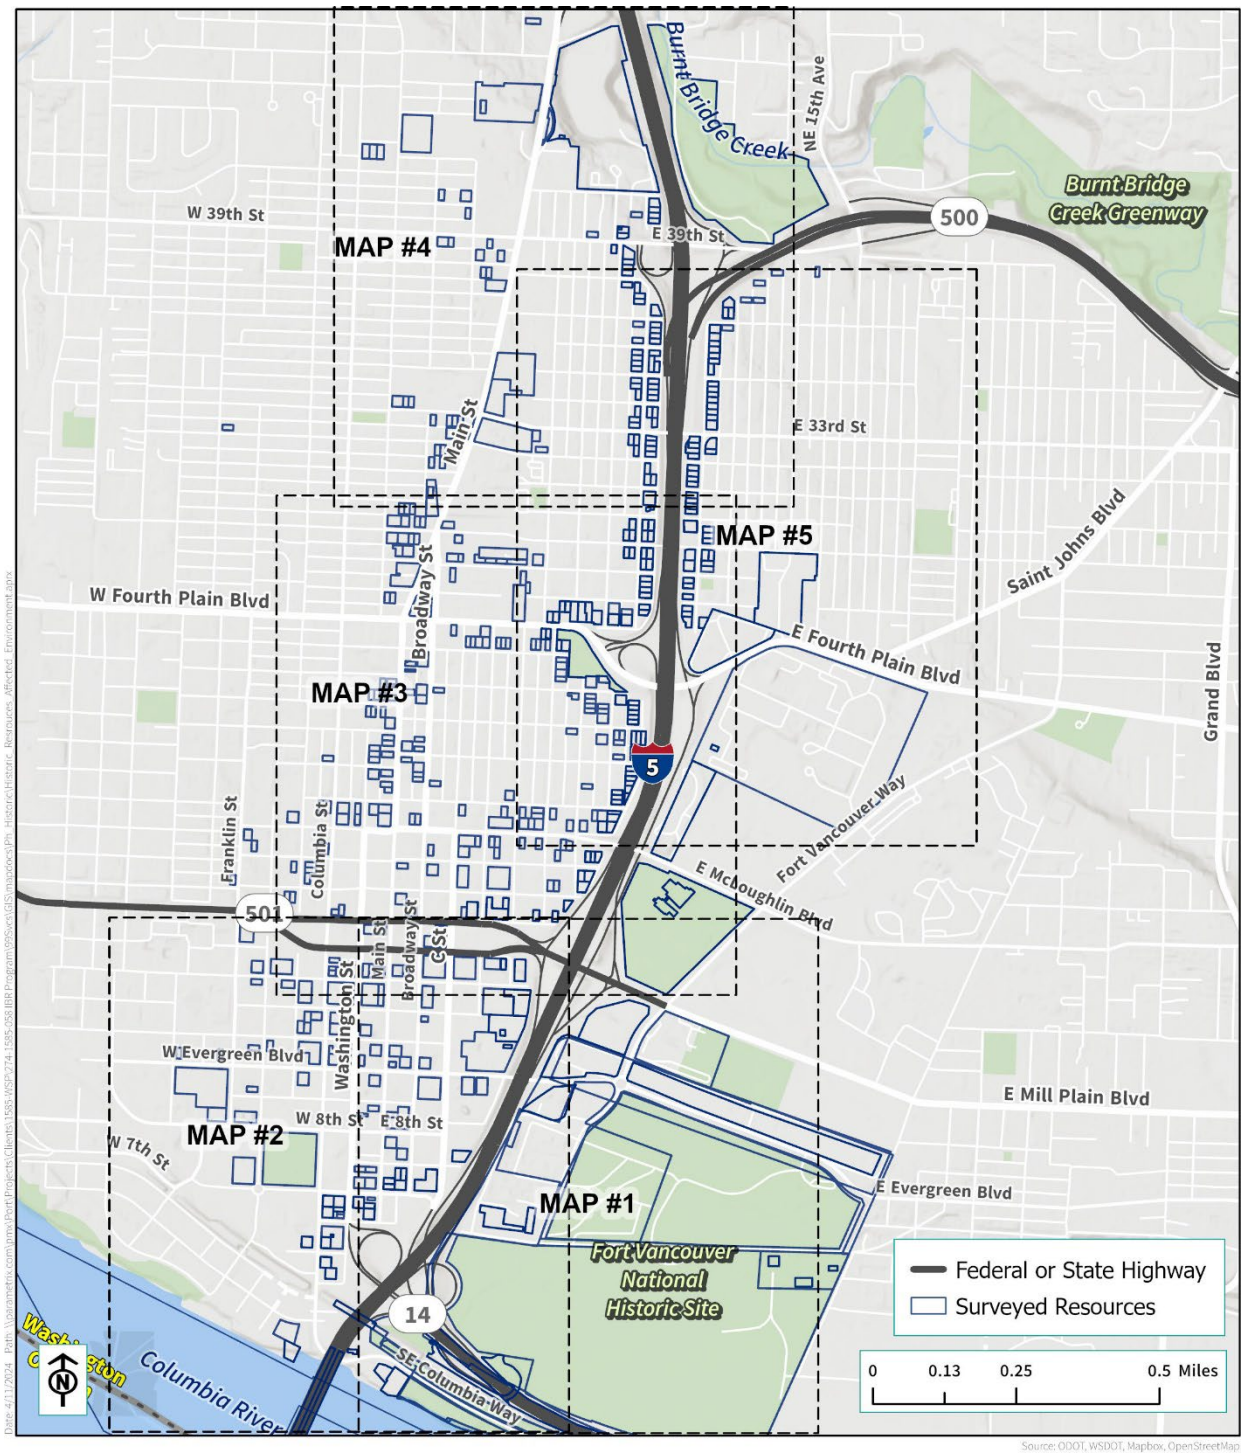 Burnt Bridge Creek
NE 15th Ave
Burnt Bridge
Creek Greenway
W 39th St
500
E 39th St
MAP #4
Main St
E 33rd St
MAP #5
Saint Johns Blvd
W Fourth Plain Blvd
Broadway St
E Fourth Plain Blvd
Grand Blvd
MAP #3
5
Franklin St
Columbia St
Fort Vancouver Way
E McLoughlin Blvd
501
Main St
Broadway St
C St
Washington St
W Evergreen Blvd
E Mill Plain Blvd
W 8th St
E 8th St
MAP #2
W 7th St
E Evergreen Blvd
MAP #1
Fort Vancouver
National
Historic Site
Federal or State Highway
Surveyed Resources
14
SE Columbia Way
Columbia River
N
0 0.13 0.25 0.5 Miles
Source: ODOT, WSDOT, Mapbox, OpenStreetMap